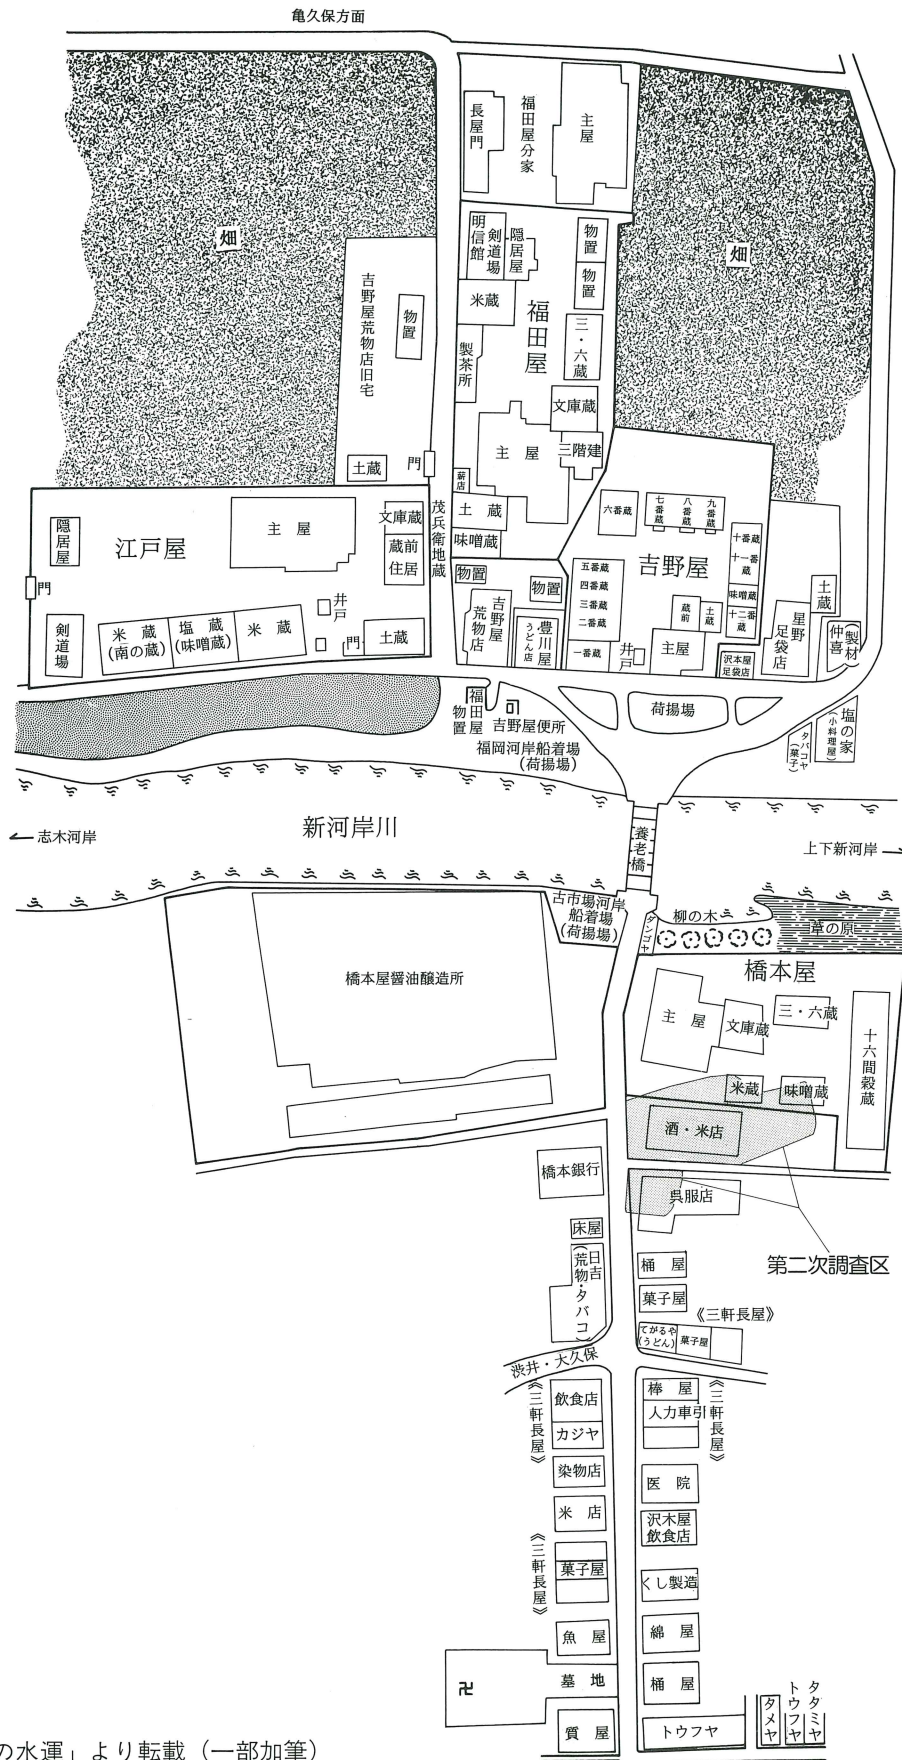 亀久保方面
長屋門
福田屋分家
主屋
畑
畑
明信館
剣道場
隠居屋
物置
物置
米蔵
福田屋
三・六蔵
製茶所
文庫蔵
主屋
三階建
薪店
土蔵
味噌蔵
吉野屋荒物店旧宅
物置
土蔵
門
茂兵衛地蔵
江戸屋
隠居屋
主屋
文庫蔵
蔵前
住居
門
剣道場
米蔵
(南の蔵)
塩蔵
(味噌蔵)
米蔵
井戸
門
土蔵
物置
吉野屋
荒物店
物置
豊川屋
うどん店
吉野屋
六番蔵
七番蔵
八番蔵
九番蔵
十番蔵
十一番蔵
味噌蔵
十二番蔵
五番蔵
四番蔵
三番蔵
二番蔵
一番蔵
井戸
蔵前
土蔵
主屋
沢本屋
足袋店
星野
足袋店
土蔵
仲喜
(製材)
福田屋
物置
吉野屋便所
福岡河岸船着場
(荷揚場)
荷揚場
タバコヤ
(菓子)
塩の家
(小料理屋)
志木河岸
新河岸川
養老橋
上下新河岸
古市場河岸
船着場
(荷揚場)
ダンゴヤ
柳の木
葦の原
橋本屋醤油醸造所
橋本屋
主屋
文庫蔵
三・六蔵
十六間穀蔵
米蔵
味噌蔵
酒・米店
橋本銀行
呉服店
第二次調査区
床屋
日吉
(荒物・タバコ)
桶屋
菓子屋
《三軒長屋》
てがるや
(うどん)
菓子屋
渋井・大久保
《三軒長屋》
飲食店
カジヤ
棒屋
人力車引
《三軒長屋》
染物店
医院
米店
沢木屋
飲食店
《三軒長屋》
菓子屋
くし製造
魚屋
綿屋
卍
墓地
桶屋
質屋
トウフヤ
タメヤ
トウフヤ
タタミヤ
の水運」より転載(一部加筆)